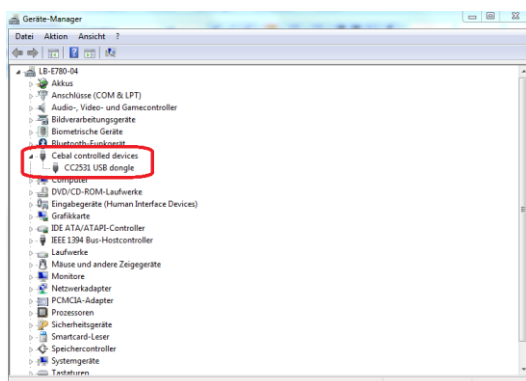 Geräte-Manager
Datei Aktion Ansicht ?
LB-E780-04
Akkus
Anschlüsse (COM & LPT)
Audio-, Video- und Gamecontroller
Bildverarbeitungsgeräte
Biometrische Geräte
Bluetooth-Funkgerät
Cebal controlled devices
CC2531 USB dongle
Computer
DVD/CD-ROM-Laufwerke
Eingabegeräte (Human Interface Devices)
Grafikkarte
IDE ATA/ATAPI-Controller
IEEE 1394 Bus-Hostcontroller
Laufwerke
Mäuse und andere Zeigegeräte
Monitore
Netzwerkadapter
PCMCIA-Adapter
Prozessoren
Sicherheitsgeräte
Smartcard-Leser
Speichercontroller
Systemgeräte
Tastaturen